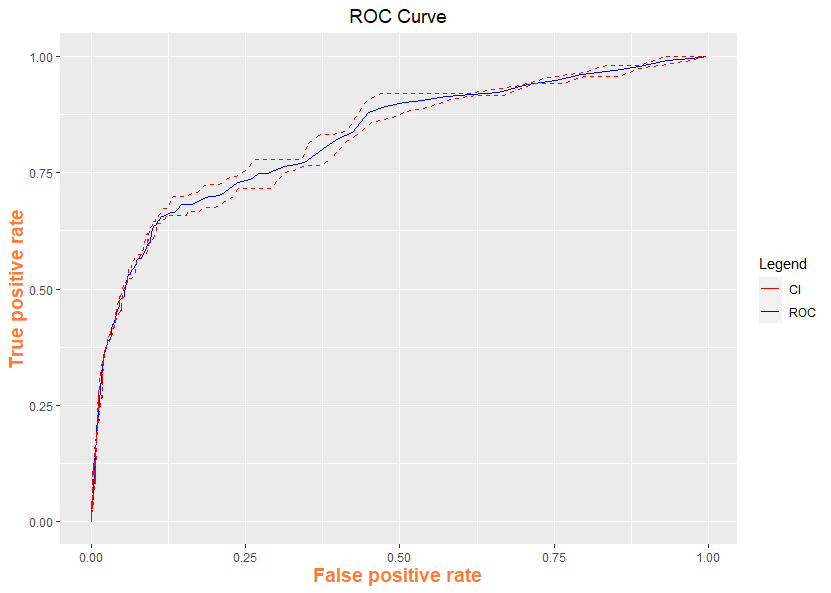 ROC Curve
1.00
0.75
0.50
0.25
0.00
True positive rate
0.00 0.25 0.50 0.75 1.00
False positive rate
Legend
CI
ROC